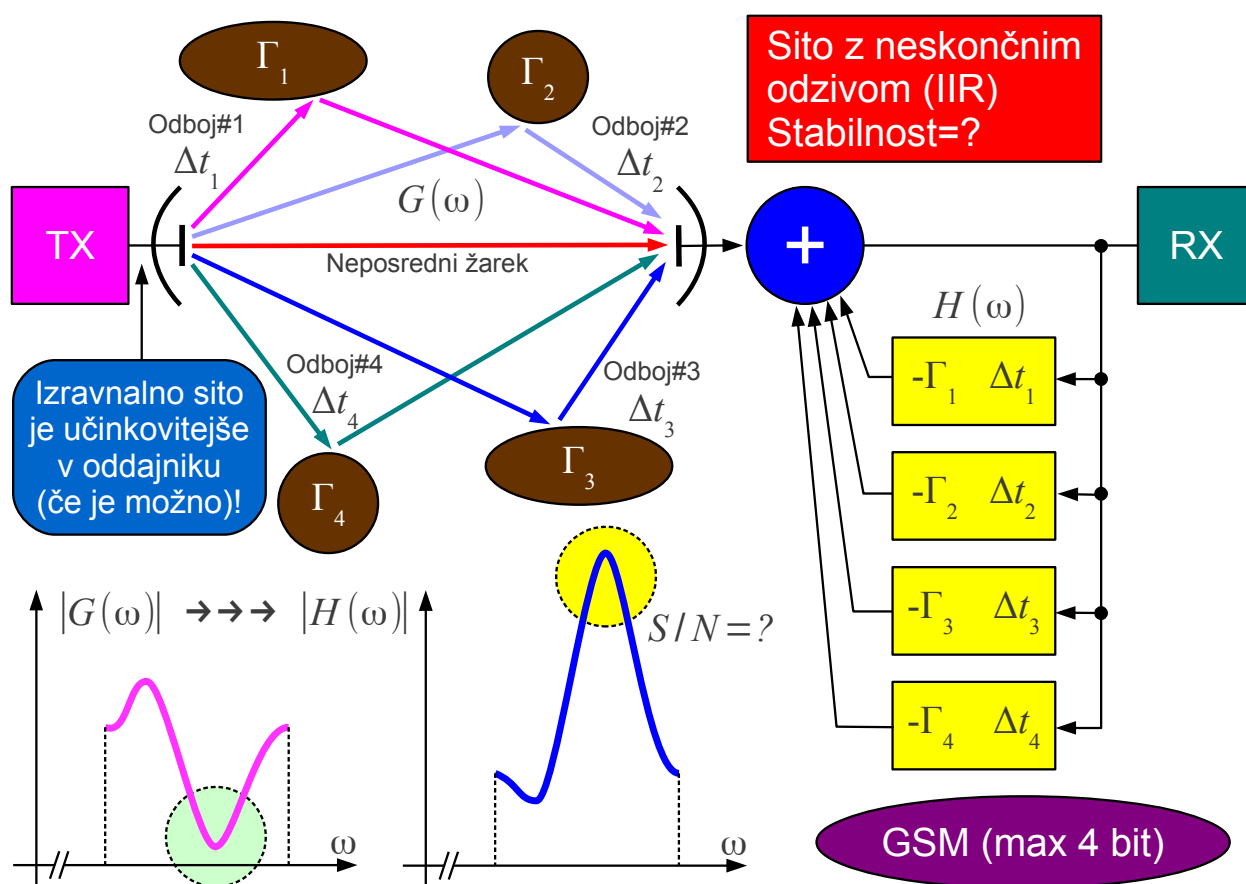 Γ₁
Γ₂
Sito z neskončnim
odzivom (IIR)
Stabilnost=?
Odboj#1
Δt₁
Odboj#2
Δt₂
G(ω)
TX
Neposredni žarek
+
RX
H(ω)
Izravnalno sito
je učinkovitejše
v oddajniku
(če je možno)!
Odboj#4
Δt₄
Odboj#3
Δt₃
Γ₄
Γ₃
-Γ₁ Δt₁
-Γ₂ Δt₂
-Γ₃ Δt₃
-Γ₄ Δt₄
|G(ω)| →→→ |H(ω)|
S/N=?
ω
ω
GSM (max 4 bit)